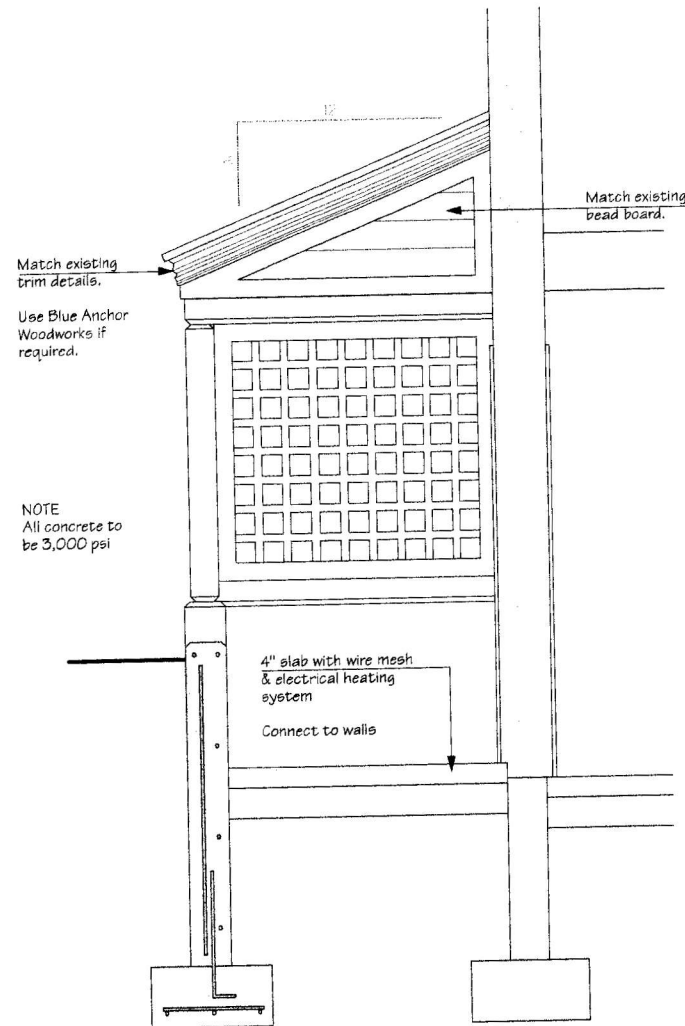 12
Match existing
bead board.
Match existing
trim details.
Use Blue Anchor
Woodworks if
required.
NOTE
All concrete to
be 3,000 psi
4" slab with wire mesh
& electrical heating
system
Connect to walls